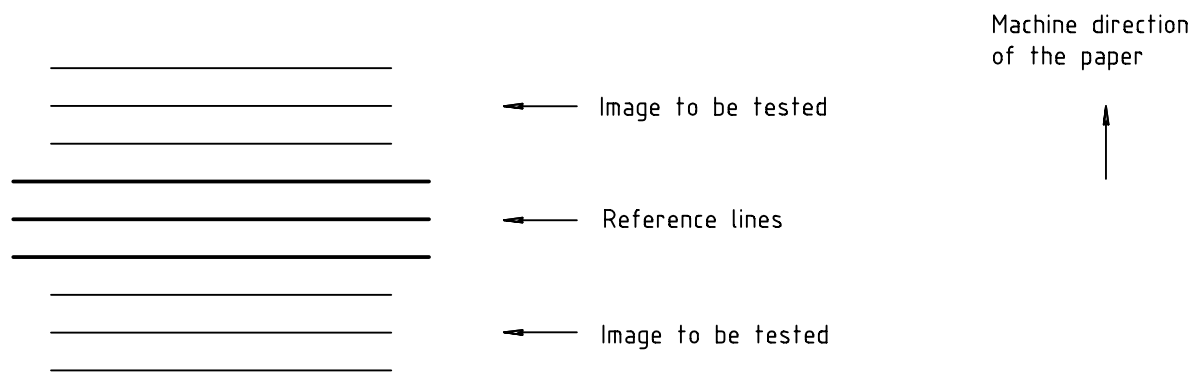 Machine direction
of the paper
Image to be tested
Reference lines
Image to be tested